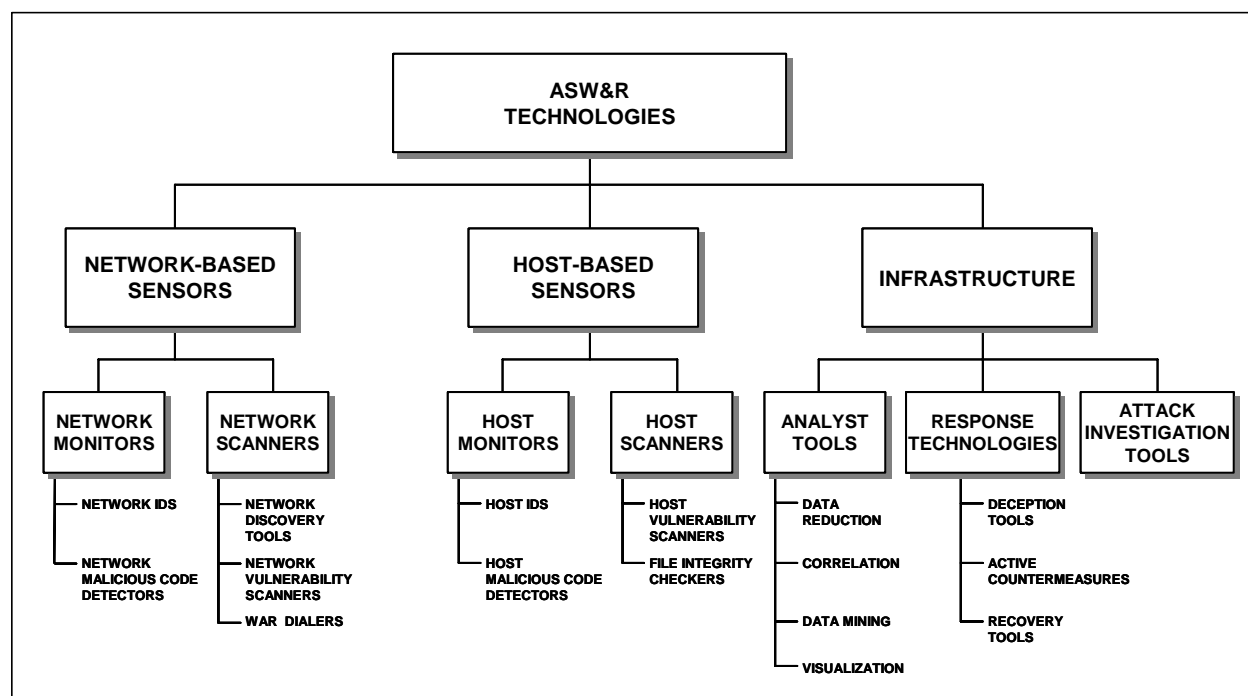 ASW&R
TECHNOLOGIES
NETWORK-BASED
SENSORS
HOST-BASED
SENSORS
INFRASTRUCTURE
NETWORK
MONITORS
NETWORK
SCANNERS
HOST
MONITORS
HOST
SCANNERS
ANALYST
TOOLS
RESPONSE
TECHNOLOGIES
ATTACK
INVESTIGATION
TOOLS
NETWORK IDS
NETWORK
MALICIOUS CODE
DETECTORS
NETWORK
DISCOVERY
TOOLS
NETWORK
VULNERABILITY
SCANNERS
WAR DIALERS
HOST IDS
HOST
MALICIOUS CODE
DETECTORS
HOST
VULNERABILITY
SCANNERS
FILE INTEGRITY
CHECKERS
DATA
REDUCTION
CORRELATION
DATA MINING
VISUALIZATION
DECEPTION
TOOLS
ACTIVE
COUNTERMEASURES
RECOVERY
TOOLS